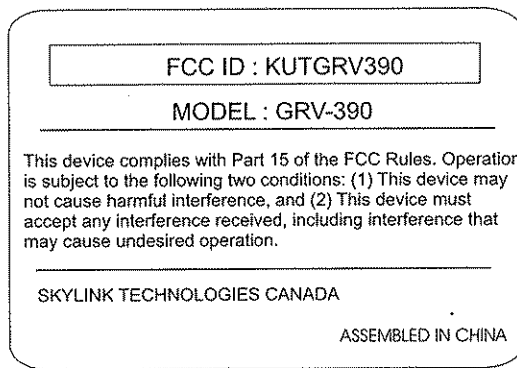 FCC ID : KUTGRV390
MODEL : GRV-390
This device complies with Part 15 of the FCC Rules. Operation
is subject to the following two conditions: (1) This device may
not cause harmful interference, and (2) This device must
accept any interference received, including interference that
may cause undesired operation.
SKYLINK TECHNOLOGIES CANADA
ASSEMBLED IN CHINA